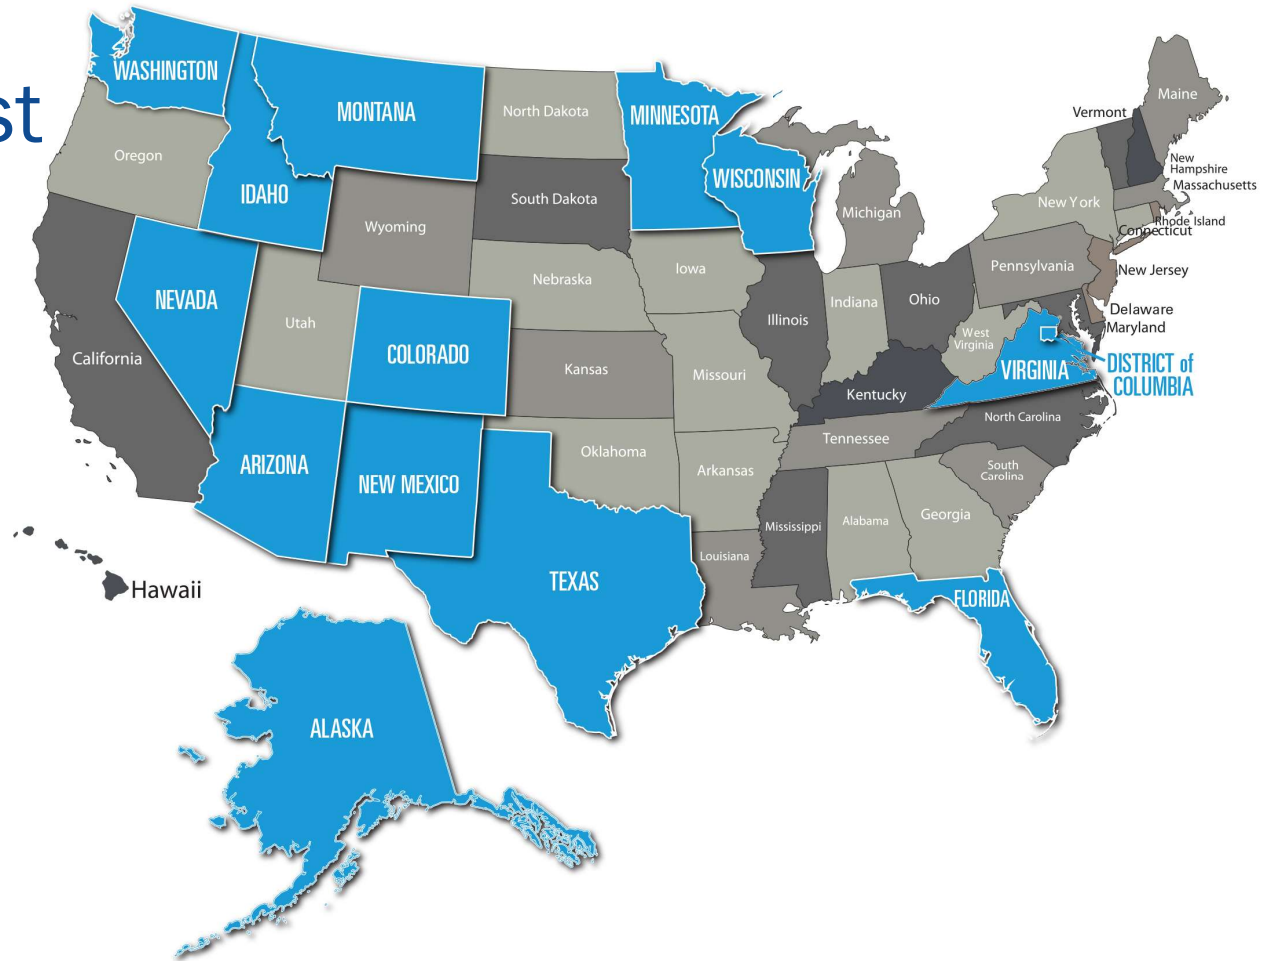 st
WASHINGTON
MONTANA
North Dakota
MINNESOTA
Maine
Vermont
Oregon
IDAHO
South Dakota
WISCONSIN
New
Hampshire
Massachusetts
Wyoming
Michigan
New York
Rhode Island
Connecticut
NEVADA
Nebraska
Iowa
Pennsylvania
New Jersey
Utah
Illinois
Indiana
Ohio
Delaware
Maryland
California
COLORADO
Kansas
Missouri
West
Virginia
VIRGINIA
DISTRICT of
COLUMBIA
Kentucky
North Carolina
ARIZONA
NEW MEXICO
Oklahoma
Arkansas
Tennessee
South
Carolina
Mississippi
Alabama
Georgia
Louisiana
TEXAS
FLORIDA
Hawaii
ALASKA